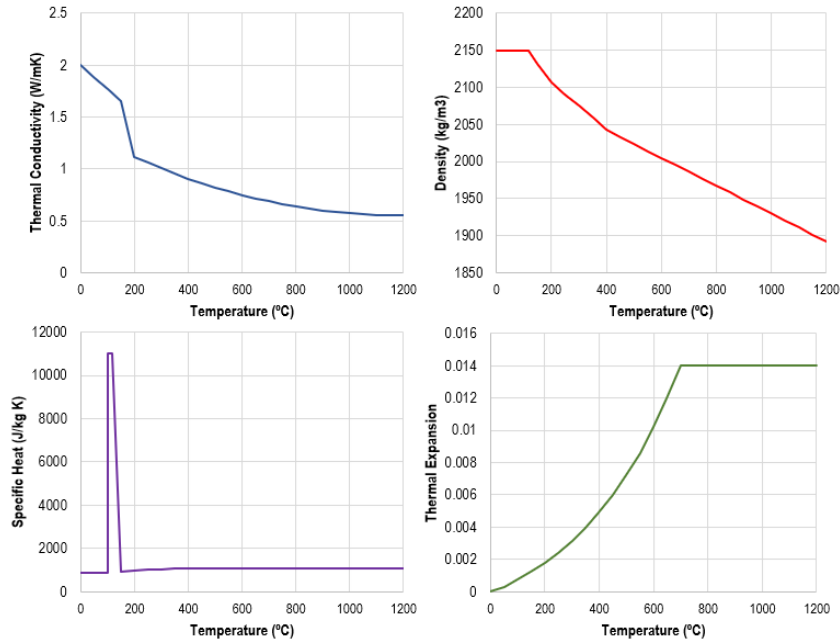 2.5
2
1.5
1
0.5
0
Thermal Conductivity (W/mK)
0 200 400 600 800 1000 1200
Temperature (ºC)
2200
2150
2100
2050
2000
1950
1900
1850
Density (kg/m3)
0 200 400 600 800 1000 1200
Temperature (ºC)
12000
10000
8000
6000
4000
2000
0
Specific Heat (J/kg K)
0 200 400 600 800 1000 1200
Temperature (ºC)
0.016
0.014
0.012
0.01
0.008
0.006
0.004
0.002
0
Thermal Expansion
0 200 400 600 800 1000 1200
Temperature (ºC)